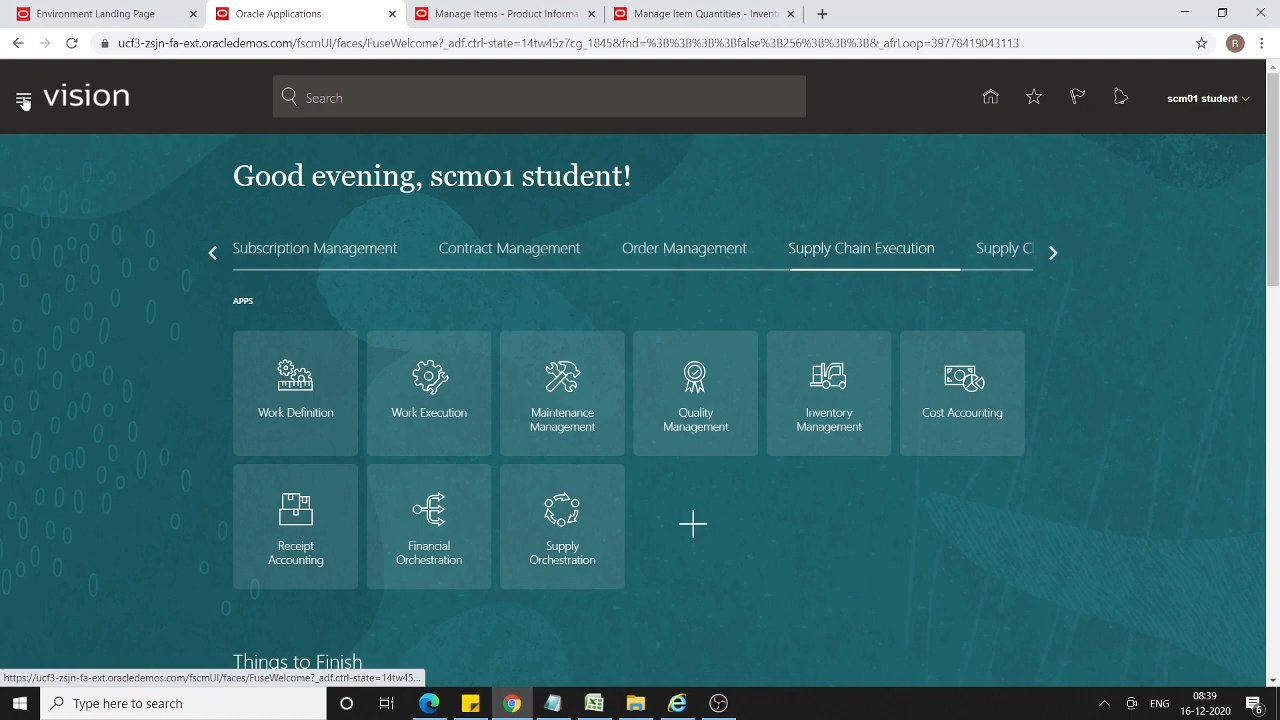 Environment Landing Page
Oracle Applications
Manage Items - Product Informa
Manage Item Quantities - Invent
ucf3-zsjn-fa-ext.oracledemos.com/fscmUI/faces/FuseWelcome?_adf.ctrl-state=14tw45z7cg_1845&fnd=%3B%3B%3B%3Bfalse%3B256%3B%3B%3B&_afrLoop=39778419043113
R
vision
Search
scm01 student
Good evening, scm01 student!
Subscription Management
Contract Management
Order Management
Supply Chain Execution
Supply C
APPS
Work Definition
Work Execution
Maintenance
Management
Quality
Management
Inventory
Management
Cost Accounting
Receipt
Accounting
Financial
Orchestration
Supply
Orchestration
Things to Finish
https://ucf3-zsjn-fa-ext.oracledemos.com/fscmUI/faces/FuseWelcome?_adf.ctrl-state=14tw45...
Type here to search
ENG
08:39
16-12-2020
6